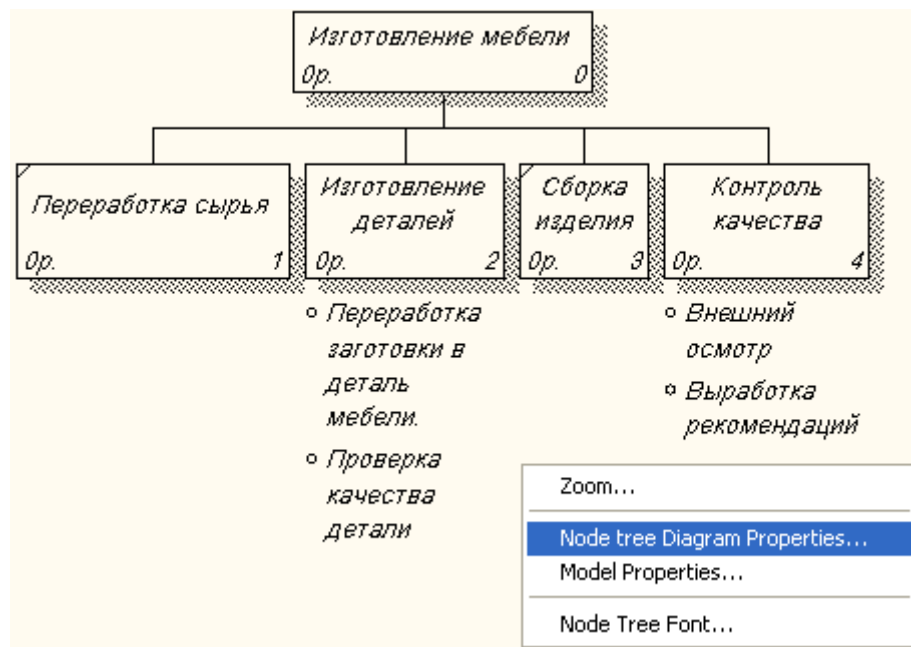 Изготовление мебели
0р. 0
Переработка сырья
0р. 1
Изготовление
деталей
0р. 2
Сборка
изделия
0р. 3
Контроль
качества
0р. 4
Переработка
заготовки в
деталь
мебели.
Проверка
качества
детали
Внешний
осмотр
Выработка
рекомендаций
Zoom...
Node tree Diagram Properties...
Model Properties...
Node Tree Font...